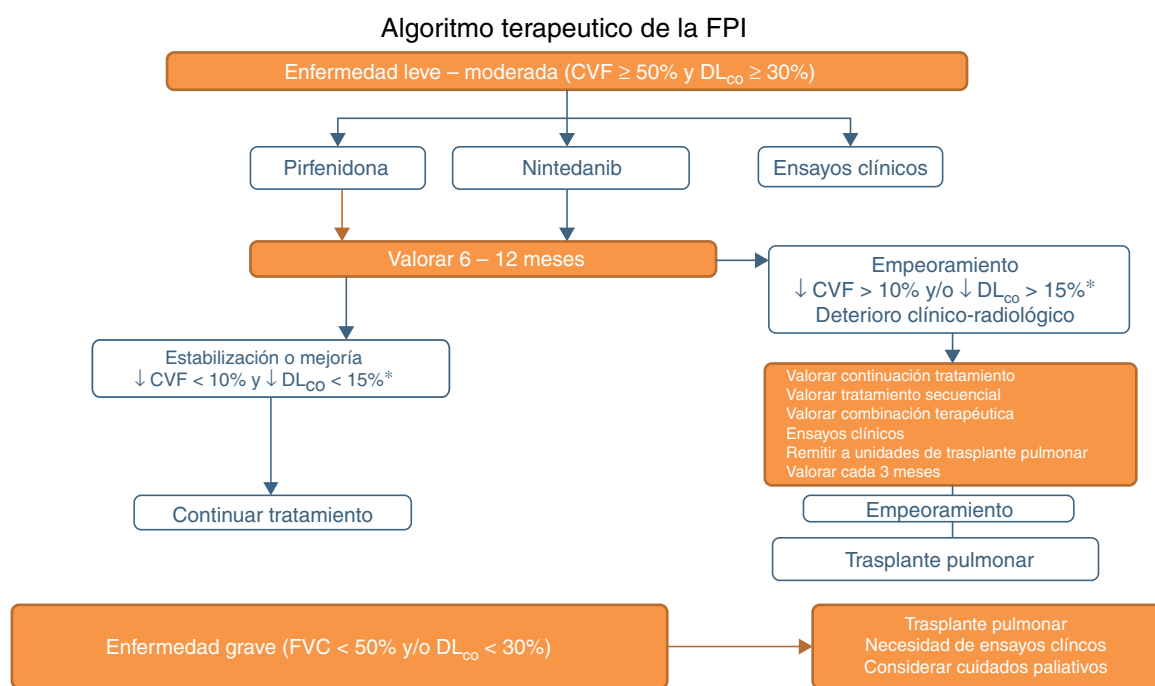 Algoritmo terapeutico de la FPI
Enfermedad leve – moderada (CVF ≥ 50% y DLco ≥ 30%)
Pirfenidona
Nintedanib
Ensayos clínicos
Valorar 6 – 12 meses
Empeoramiento
↓ CVF > 10% y/o ↓ DLco > 15%*
Deterioro clínico-radiológico
Estabilización o mejoría
↓ CVF < 10% y ↓ DLco < 15%*
Valorar continuación tratamiento
Valorar tratamiento secuencial
Valorar combinación terapéutica
Ensayos clínicos
Remitir a unidades de trasplante pulmonar
Valorar cada 3 meses
Continuar tratamiento
Empeoramiento
Trasplante pulmonar
Enfermedad grave (FVC < 50% y/o DLco < 30%)
Trasplante pulmonar
Necesidad de ensayos clíncos
Considerar cuidados paliativos